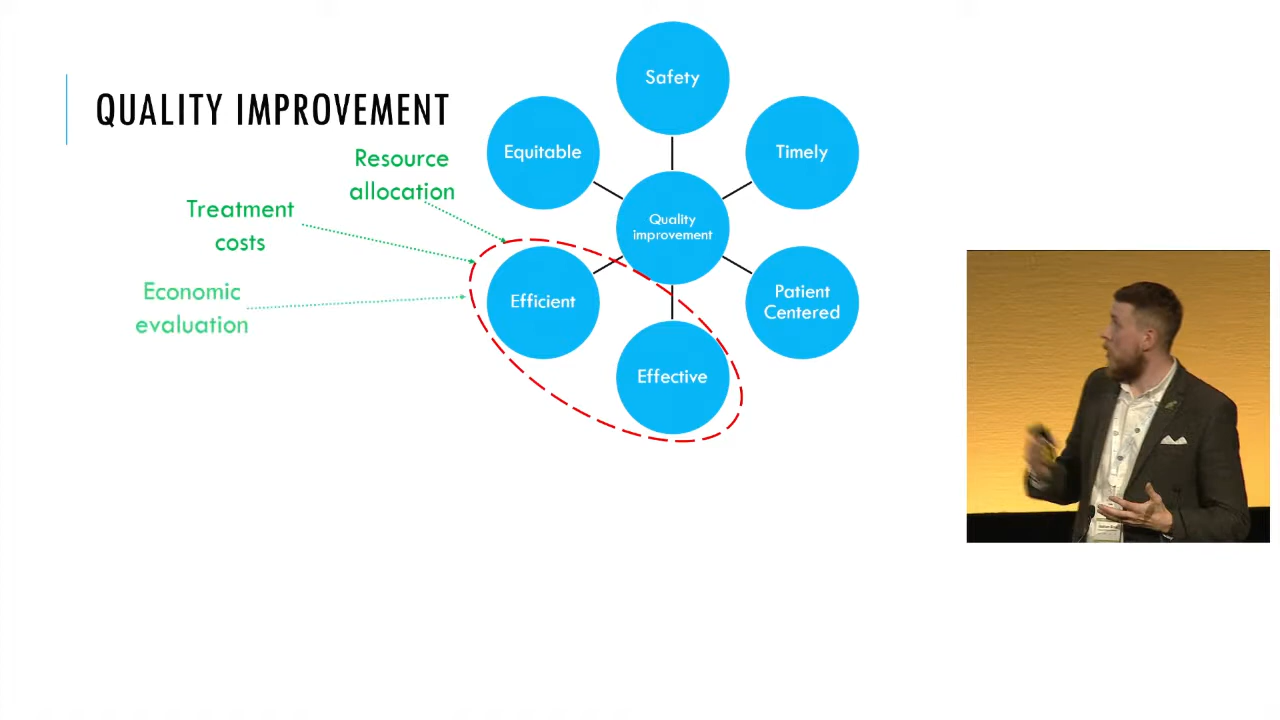 QUALITY IMPROVEMENT
Safety
Equitable
Timely
Resource
allocation
Treatment
costs
Quality
improvement
Economic
evaluation
Efficient
Patient
Centered
Effective